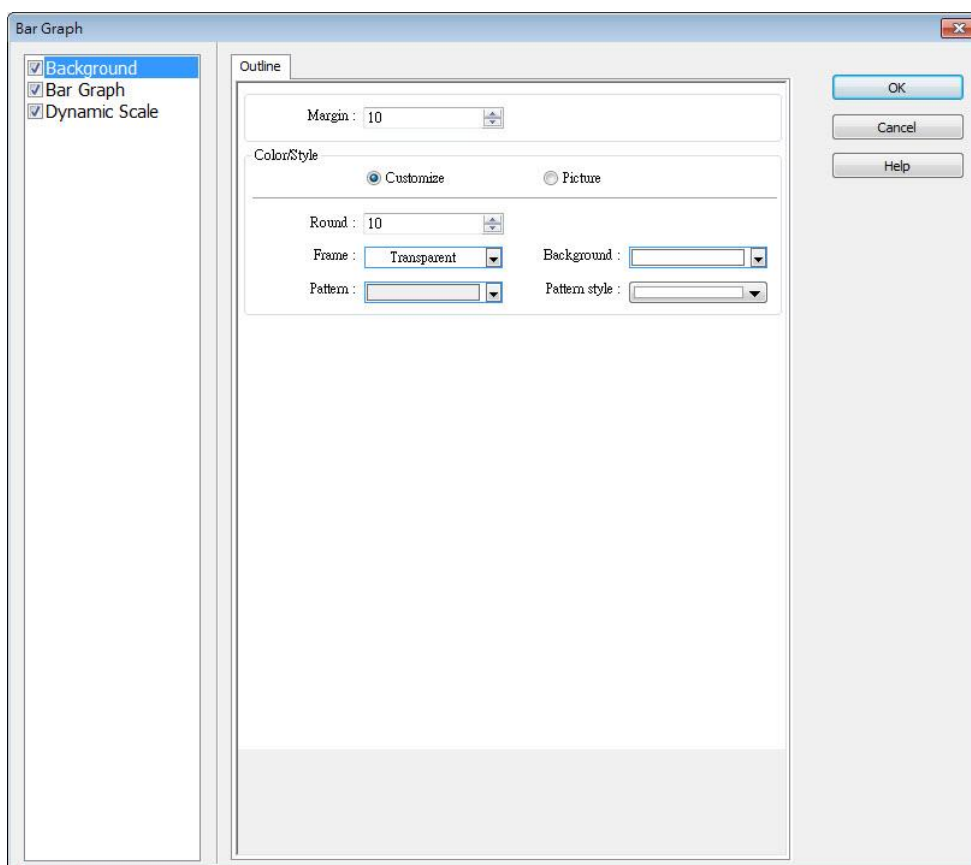 Bar Graph
Background
Bar Graph
Dynamic Scale
Outline
Margin : 10
Color/Style
Customize Picture
Round : 10
Frame : Transparent Background :
Pattern : Pattern style :
OK
Cancel
Help